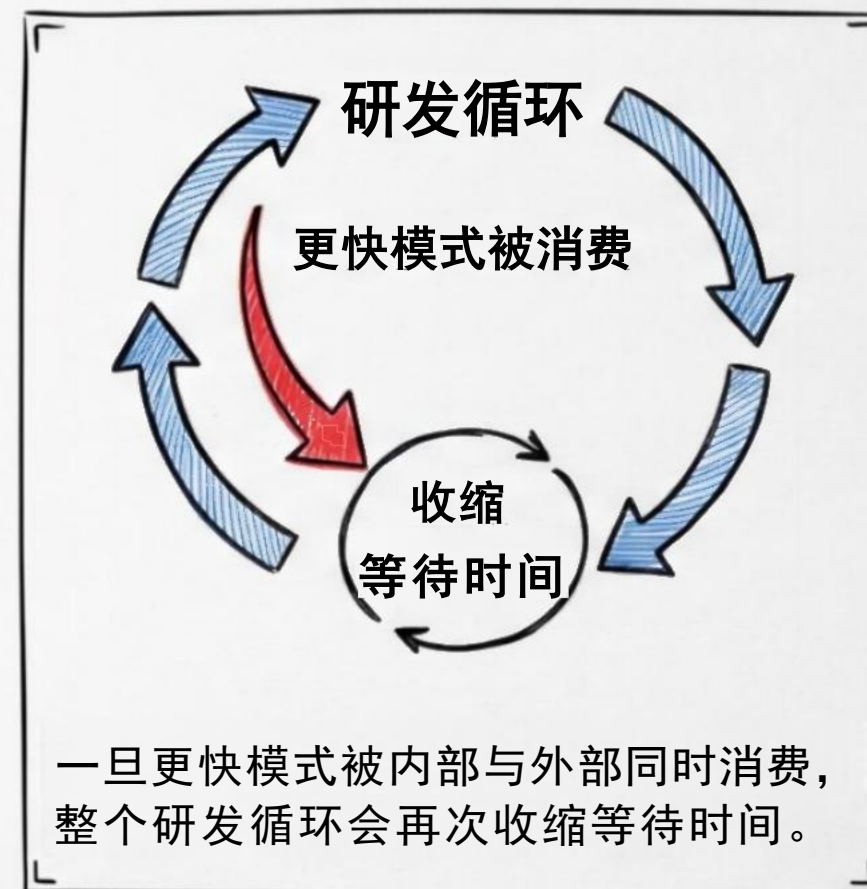 研发循环
更快模式被消费
收缩
等待时间
一旦更快模式被内部与外部同时消费，
整个研发循环会再次收缩等待时间。